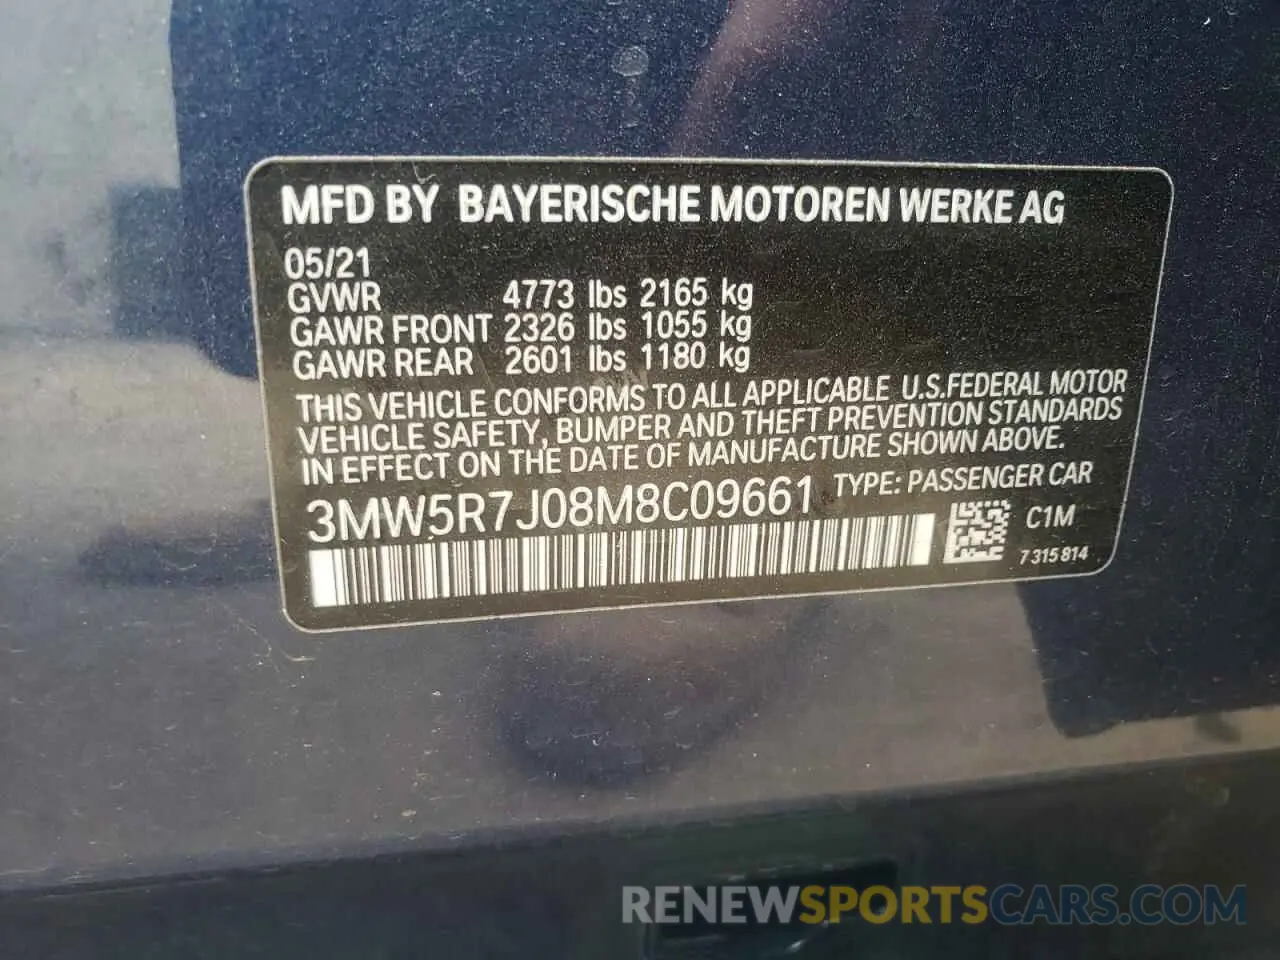 MFD BY BAYERISCHE MOTOREN WERKE AG
05/21
GVWR 4773 lbs 2165 kg
GAWR FRONT 2326 lbs 1055 kg
GAWR REAR 2601 lbs 1180 kg
THIS VEHICLE CONFORMS TO ALL APPLICABLE U.S.FEDERAL MOTOR
VEHICLE SAFETY, BUMPER AND THEFT PREVENTION STANDARDS
IN EFFECT ON THE DATE OF MANUFACTURE SHOWN ABOVE.
3MW5R7J08M8C09661 TYPE: PASSENGER CAR
C1M
7 315 814
RENEWSPORTSCARS.COM